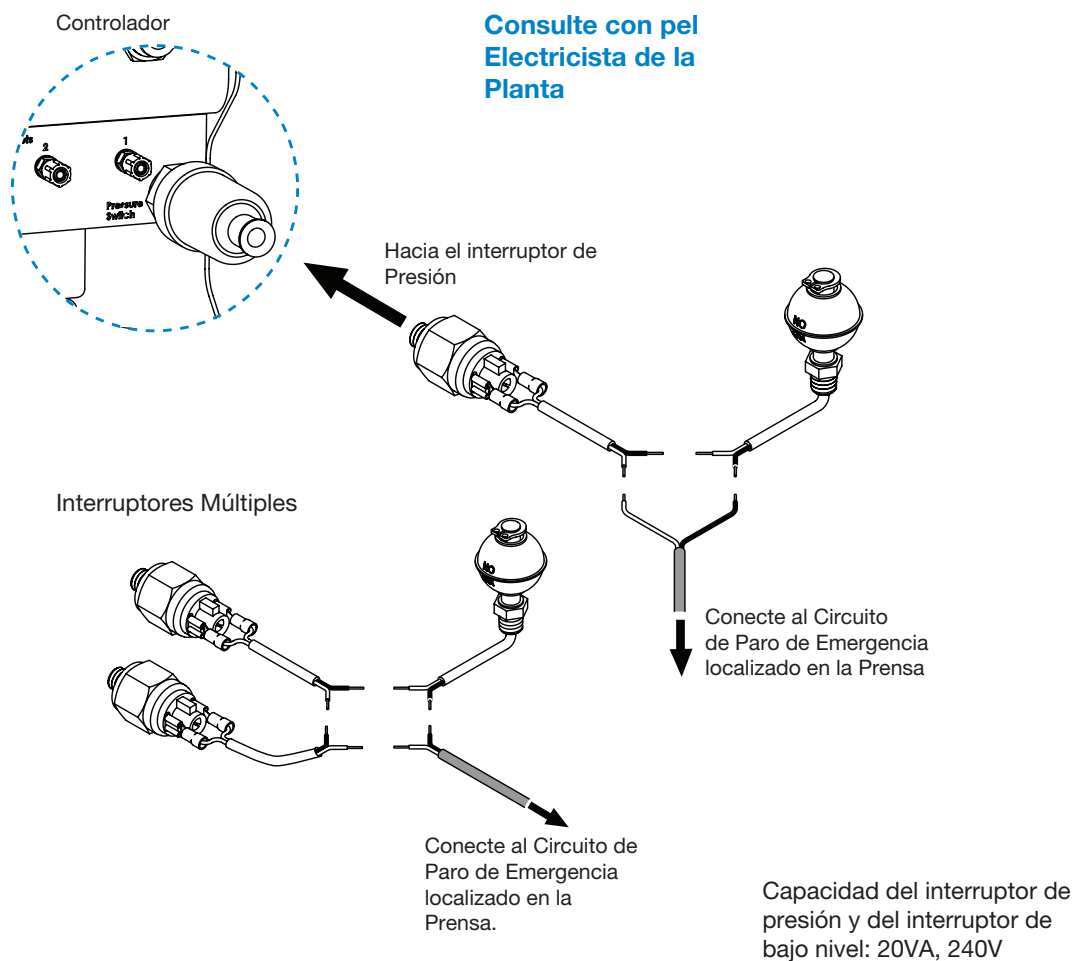 Controlador
Consulte con pel
Electricista de la
Planta
2
1
Pressure
Switch
Hacia el interruptor de
Presión
NO
Interruptores Múltiples
NO
Conecte al Circuito
de Paro de Emergencia
localizado en la Prensa
Conecte al Circuito de
Paro de Emergencia
localizado en la
Prensa.
Capacidad del interruptor de
presión y del interruptor de
bajo nivel: 20VA, 240V